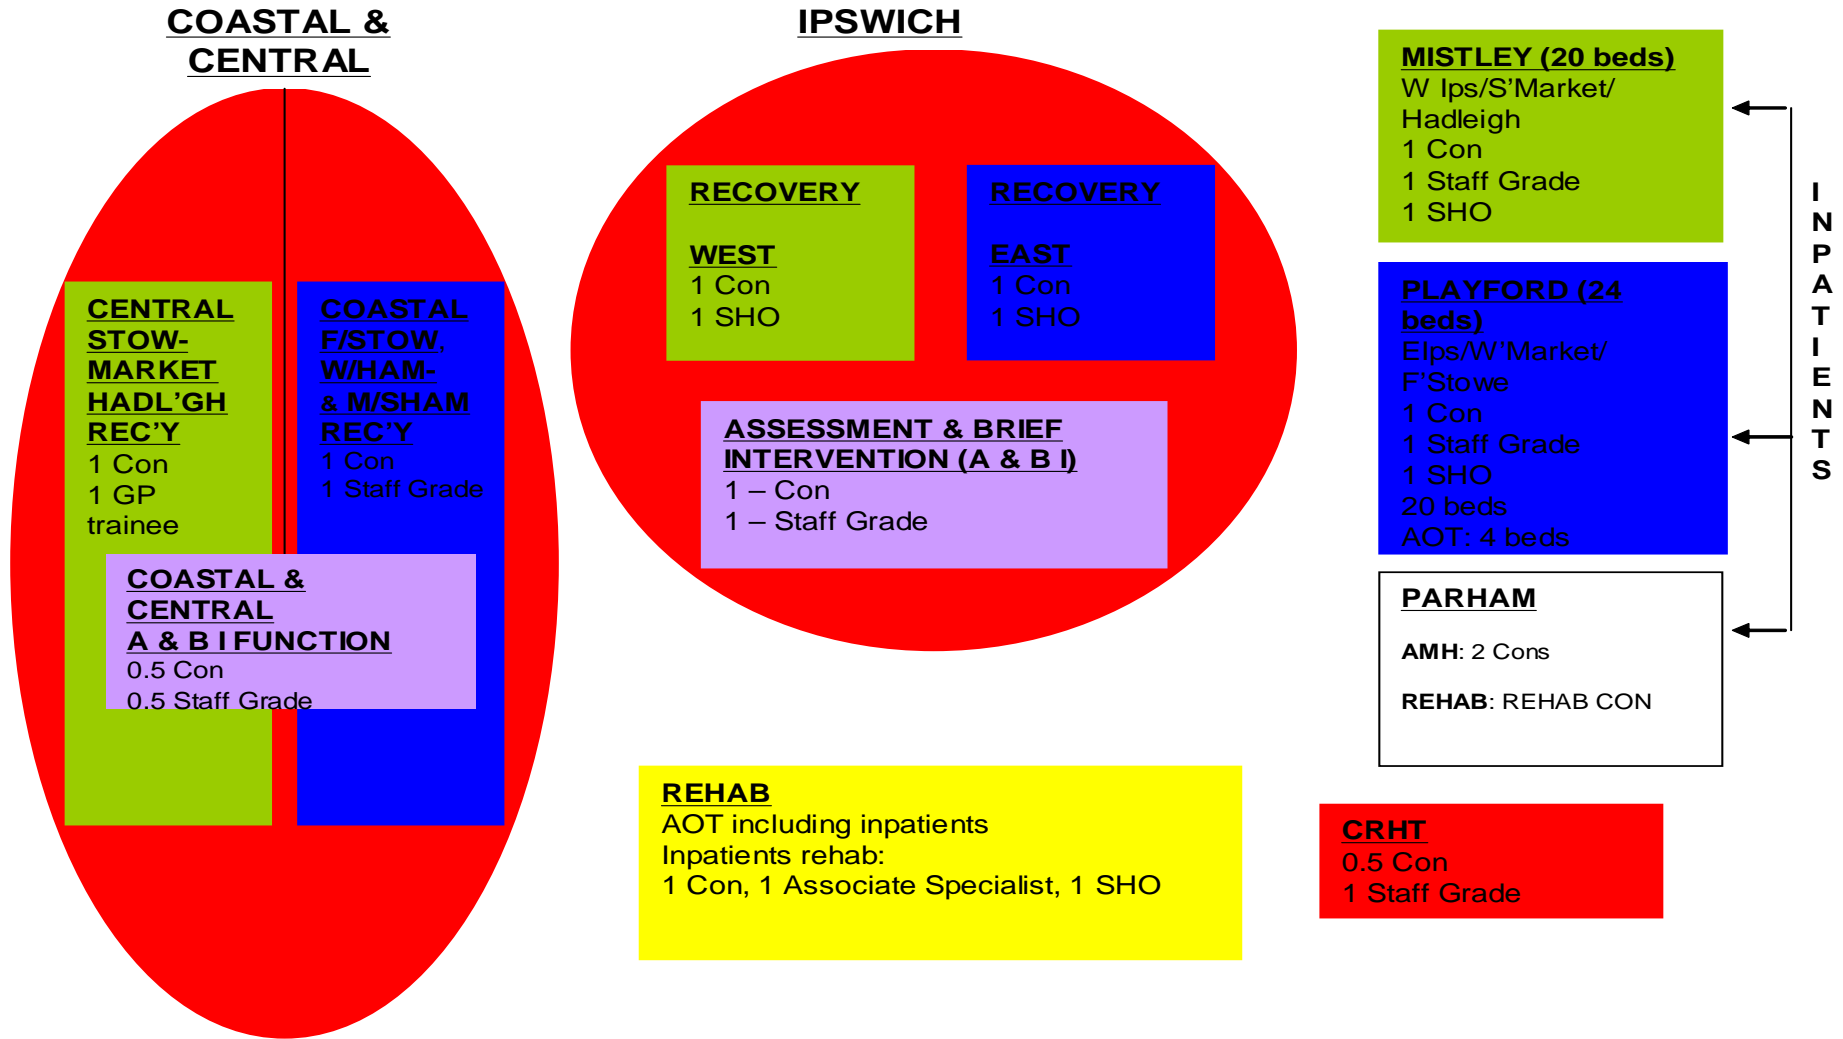 COASTAL &
CENTRAL
CENTRAL
STOW-
MARKET
HADL'GH
REC'Y
1 Con
1 GP
trainee
COASTAL
F/STOW,
W/HAM-
& M/SHAM
REC'Y
1 Con
1 Staff Grade
COASTAL &
CENTRAL
A & B I FUNCTION
0.5 Con
0.5 Staff Grade
IPSWICH
RECOVERY
WEST
1 Con
1 SHO
RECOVERY
EAST
1 Con
1 SHO
ASSESSMENT & BRIEF
INTERVENTION (A & B I)
1 – Con
1 – Staff Grade
REHAB
AOT including inpatients
Inpatients rehab:
1 Con, 1 Associate Specialist, 1 SHO
MISTLEY (20 beds)
W Ips/S'Market/
Hadleigh
1 Con
1 Staff Grade
1 SHO
PLAYFORD (24
beds)
EIps/W'Market/
F'Stowe
1 Con
1 Staff Grade
1 SHO
20 beds
AOT: 4 beds
PARHAM
AMH: 2 Cons
REHAB: REHAB CON
CRHT
0.5 Con
1 Staff Grade
INPATIENTS